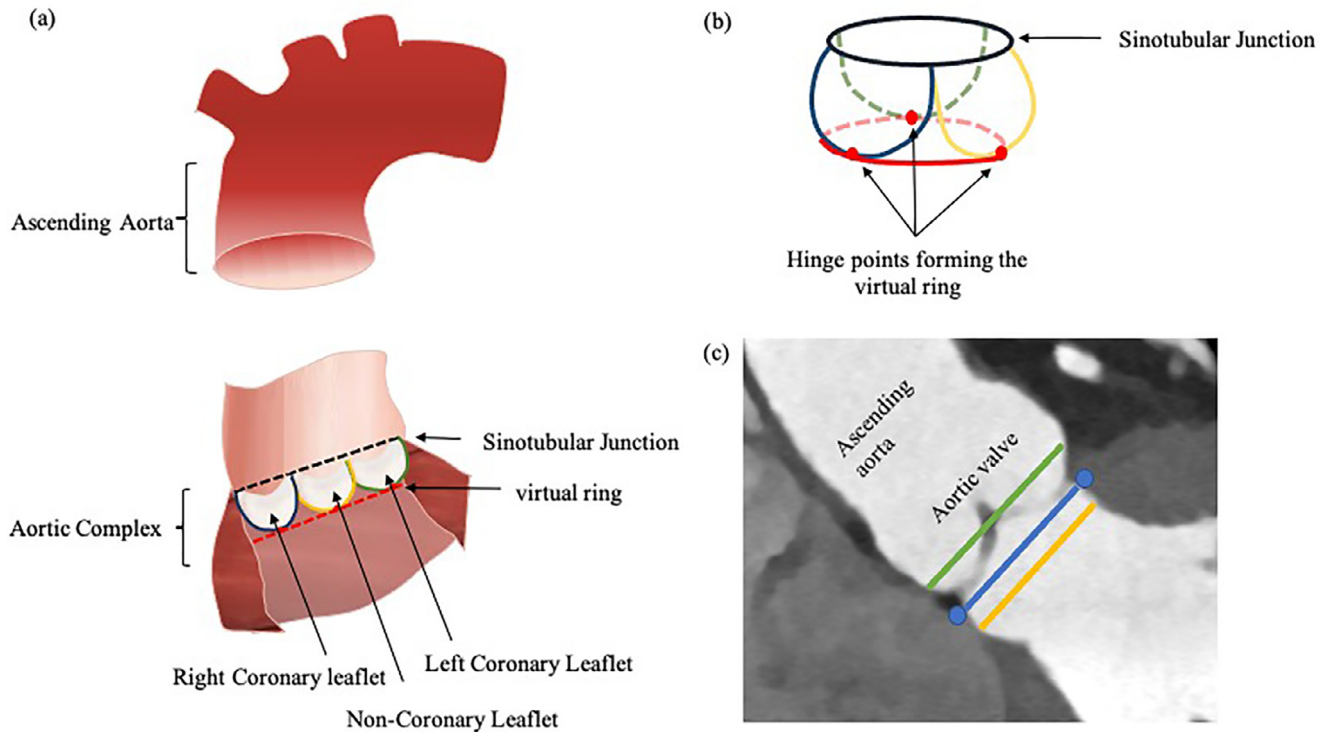 (a)
Ascending Aorta
Sinotubular Junction
virtual ring
Aortic Complex
Right Coronary leaflet
Left Coronary Leaflet
Non-Coronary Leaflet
(b)
Sinotubular Junction
Hinge points forming the
virtual ring
(c)
Ascending
aorta
Aortic valve